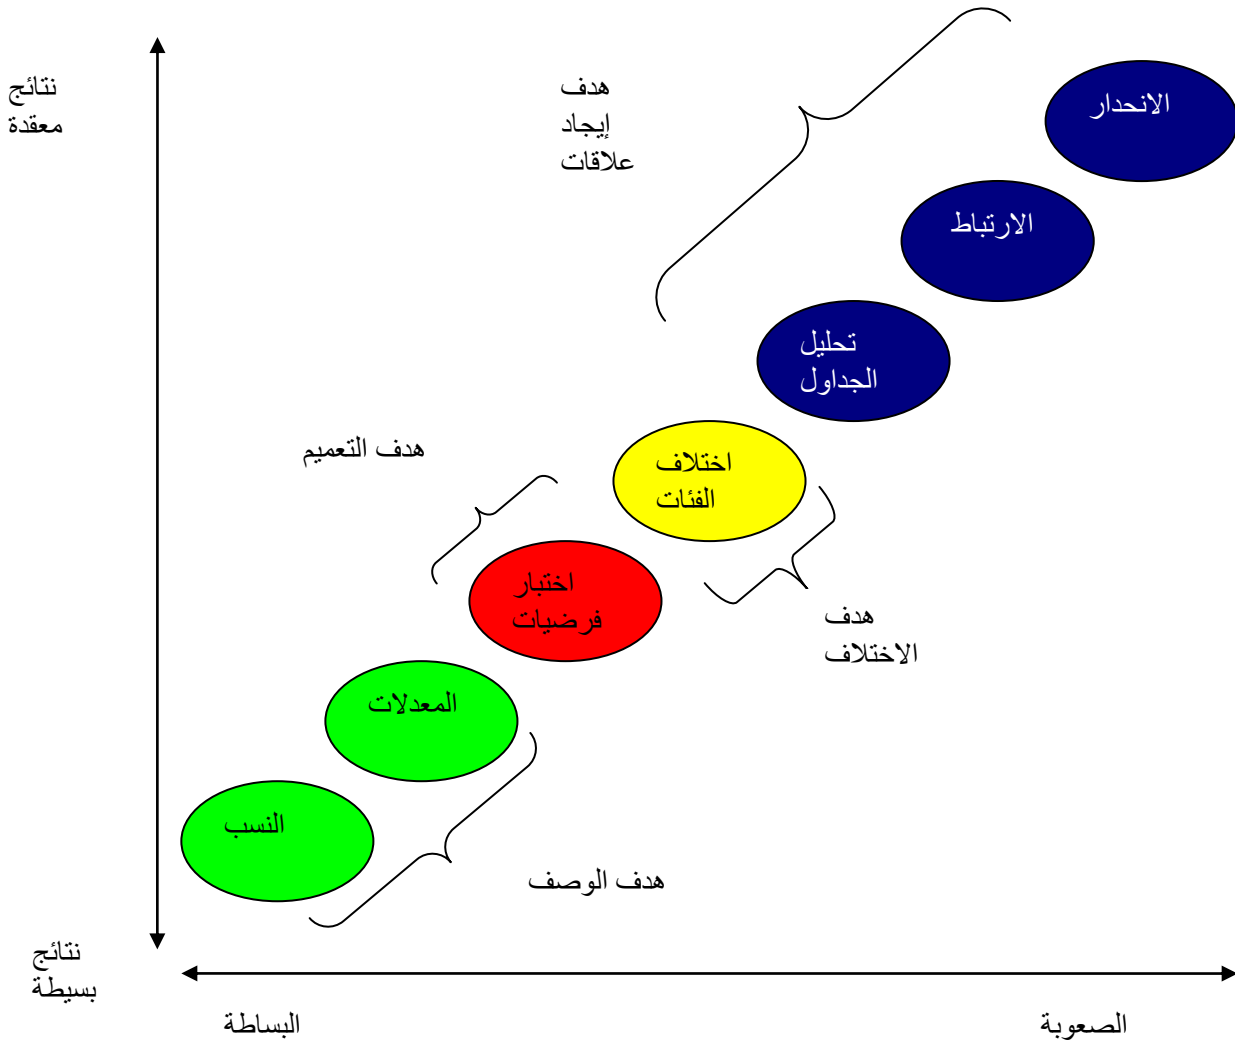 نتائج
معقدة
هدف
إيجاد
علاقات
الانحدار
الارتباط
تحليل
الجداول
هدف التعميم
اختلاف
الفئات
اختبار
فرضيات
هدف
الاختلاف
المعدلات
النسب
هدف الوصف
نتائج
بسيطة
الصعوبة
البساطة